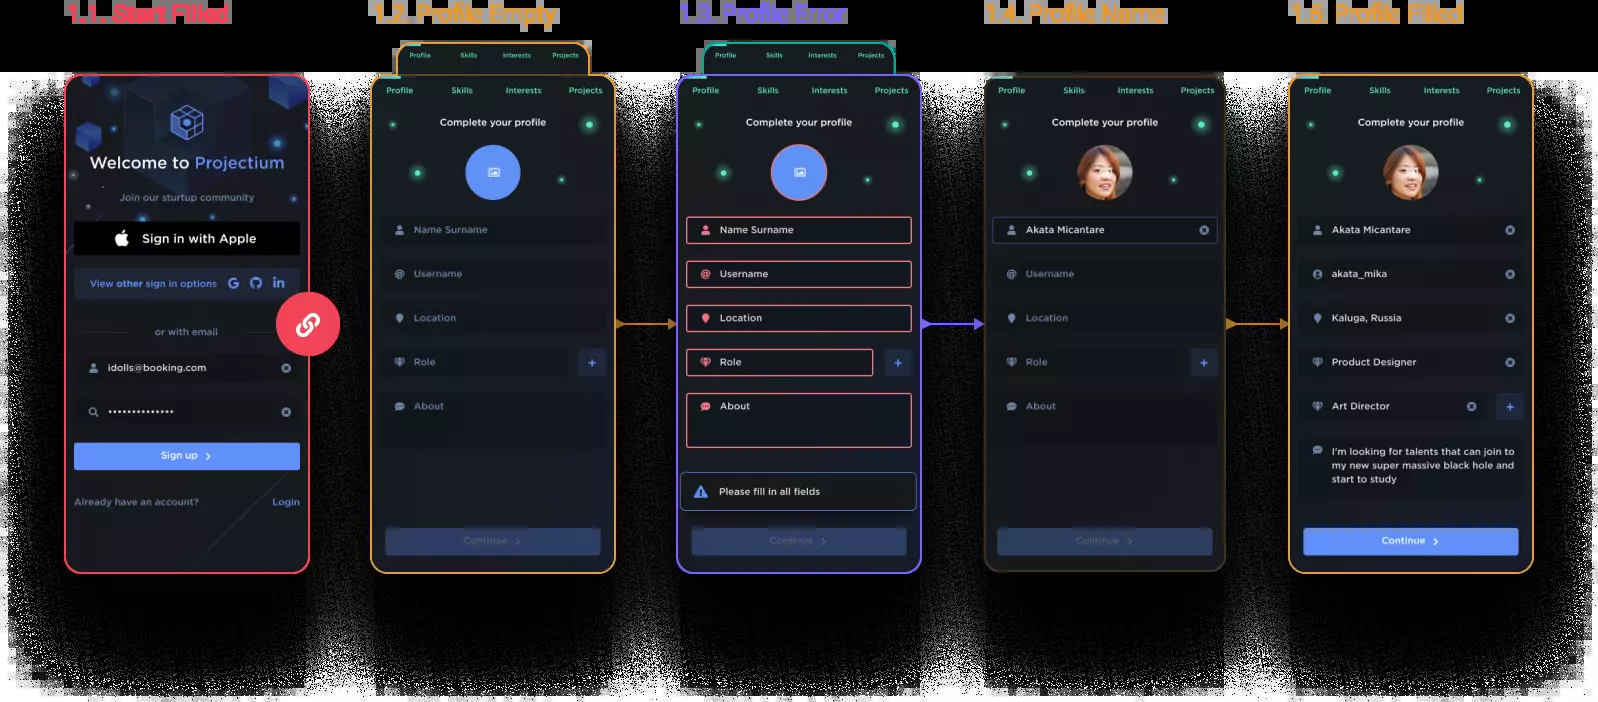 1.1. Start Filled
1.2. Profile Empty
1.3. Profile Error
1.4. Profile Name
1.5. Profile Filled
Welcome to Projectium
Join our sturtup community
Sign in with Apple
View other sign in options
or with email
idolls@booking.com
••••••••••••••
Sign up
Already have an account? Login
Profile Skills Interests Projects
Profile Skills Interests Projects
Complete your profile
Name Surname
Username
Location
Role
+
About
Continue
Profile Skills Interests Projects
Profile Skills Interests Projects
Complete your profile
Name Surname
Username
Location
Role
+
About
Please fill in all fields
Continue
Profile Skills Interests Projects
Complete your profile
Akata Micantare
Username
Location
Role
+
About
Continue
Profile Skills Interests Projects
Complete your profile
Akata Micantare
akata_mika
Kaluga, Russia
Product Designer
Art Director
+
I'm looking for talents that can join to
my new super massive black hole and
start to study
Continue